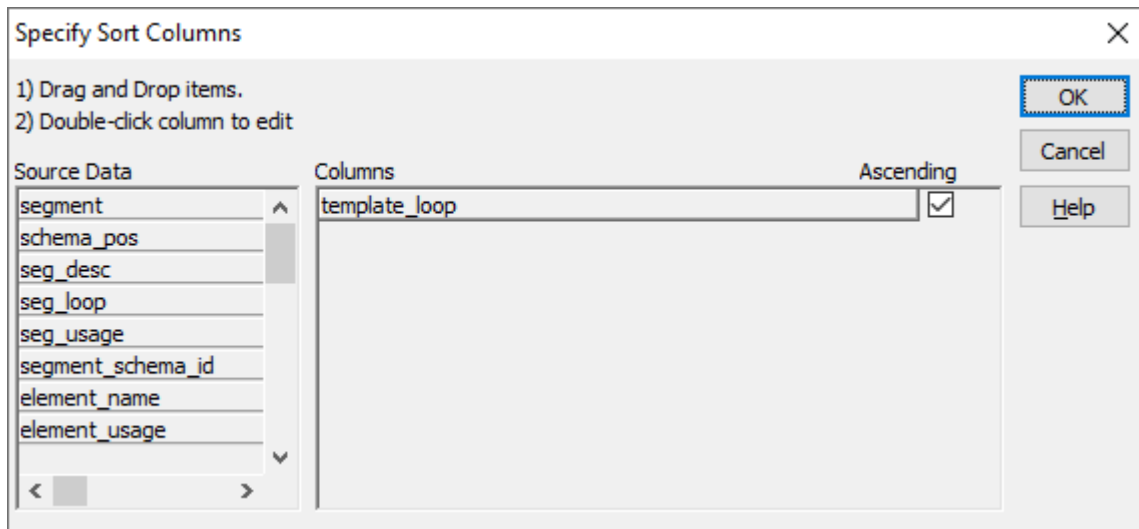 Specify Sort Columns
1) Drag and Drop items.
2) Double-click column to edit
OK
Cancel
Help
Source Data
segment
schema_pos
seg_desc
seg_loop
seg_usage
segment_schema_id
element_name
element_usage
Columns
Ascending
template_loop